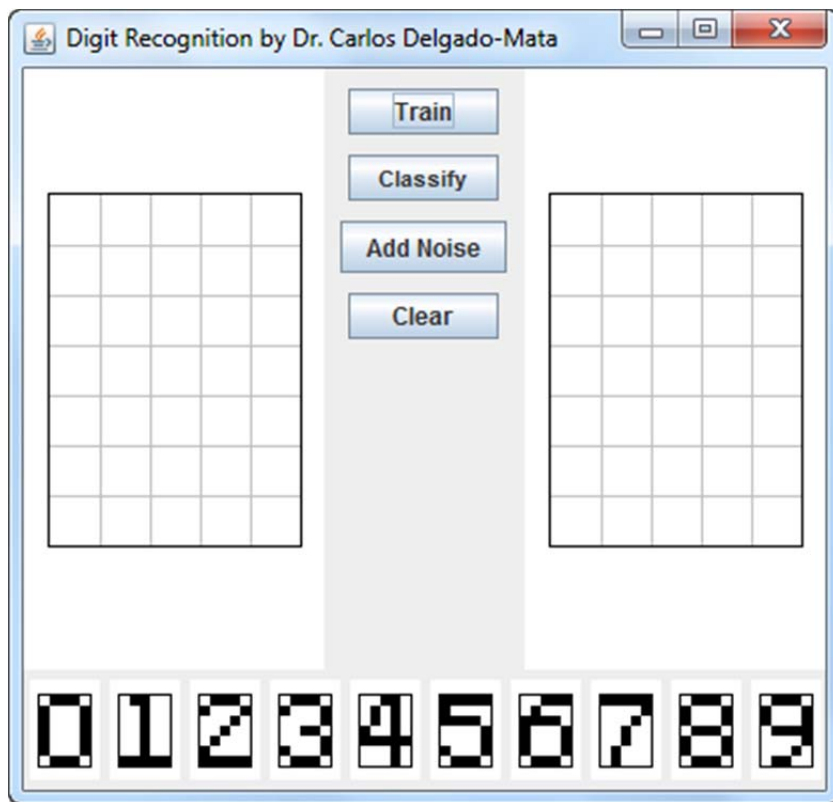 Digit Recognition by Dr. Carlos Delgado-Mata
Train
Classify
Add Noise
Clear
0 1 2 3 4 5 6 7 8 9